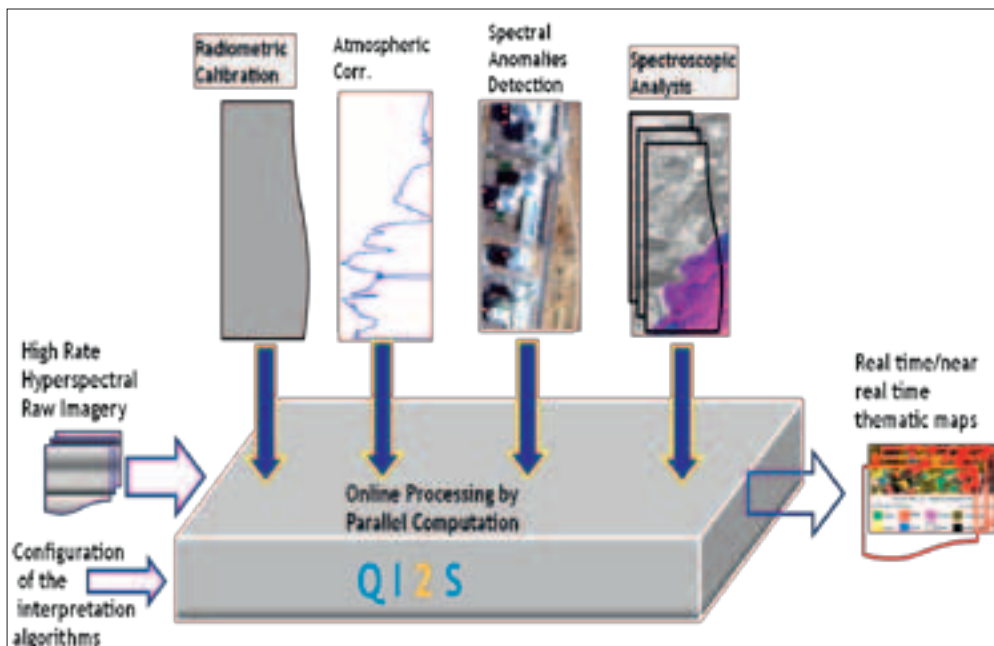 Radiometric
Calibration
Atmospheric
Corr.
Spectral
Anomalies
Detection
Spectroscopic
Analysis
High Rate
Hyperspectral
Raw Imagery
Real time/near
real time
thematic maps
Online Processing by
Parallel Computation
Configuration
of the
interpretation
algorithms
QI2S